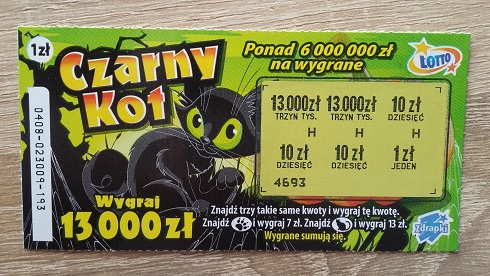 1zł
Czarny
Kot
Ponad 6 000 000 zł
na wygrane
LOTTO
0408-023009-193
13.000zł 13.000zł 10 zł
TRZYN TYS. TRZYN TYS. DZIESIĘĆ
H H
10 zł 10 zł 1 zł
DZIESIĘĆ DZIESIĘĆ JEDEN
4693
Wygraj
13 000 zł
Znajdź trzy takie same kwoty i wygraj tę kwotę.
Znajdź i wygraj 7 zł. Znajdź i wygraj 13 zł.
Wygrane sumują się.
Zdrapki